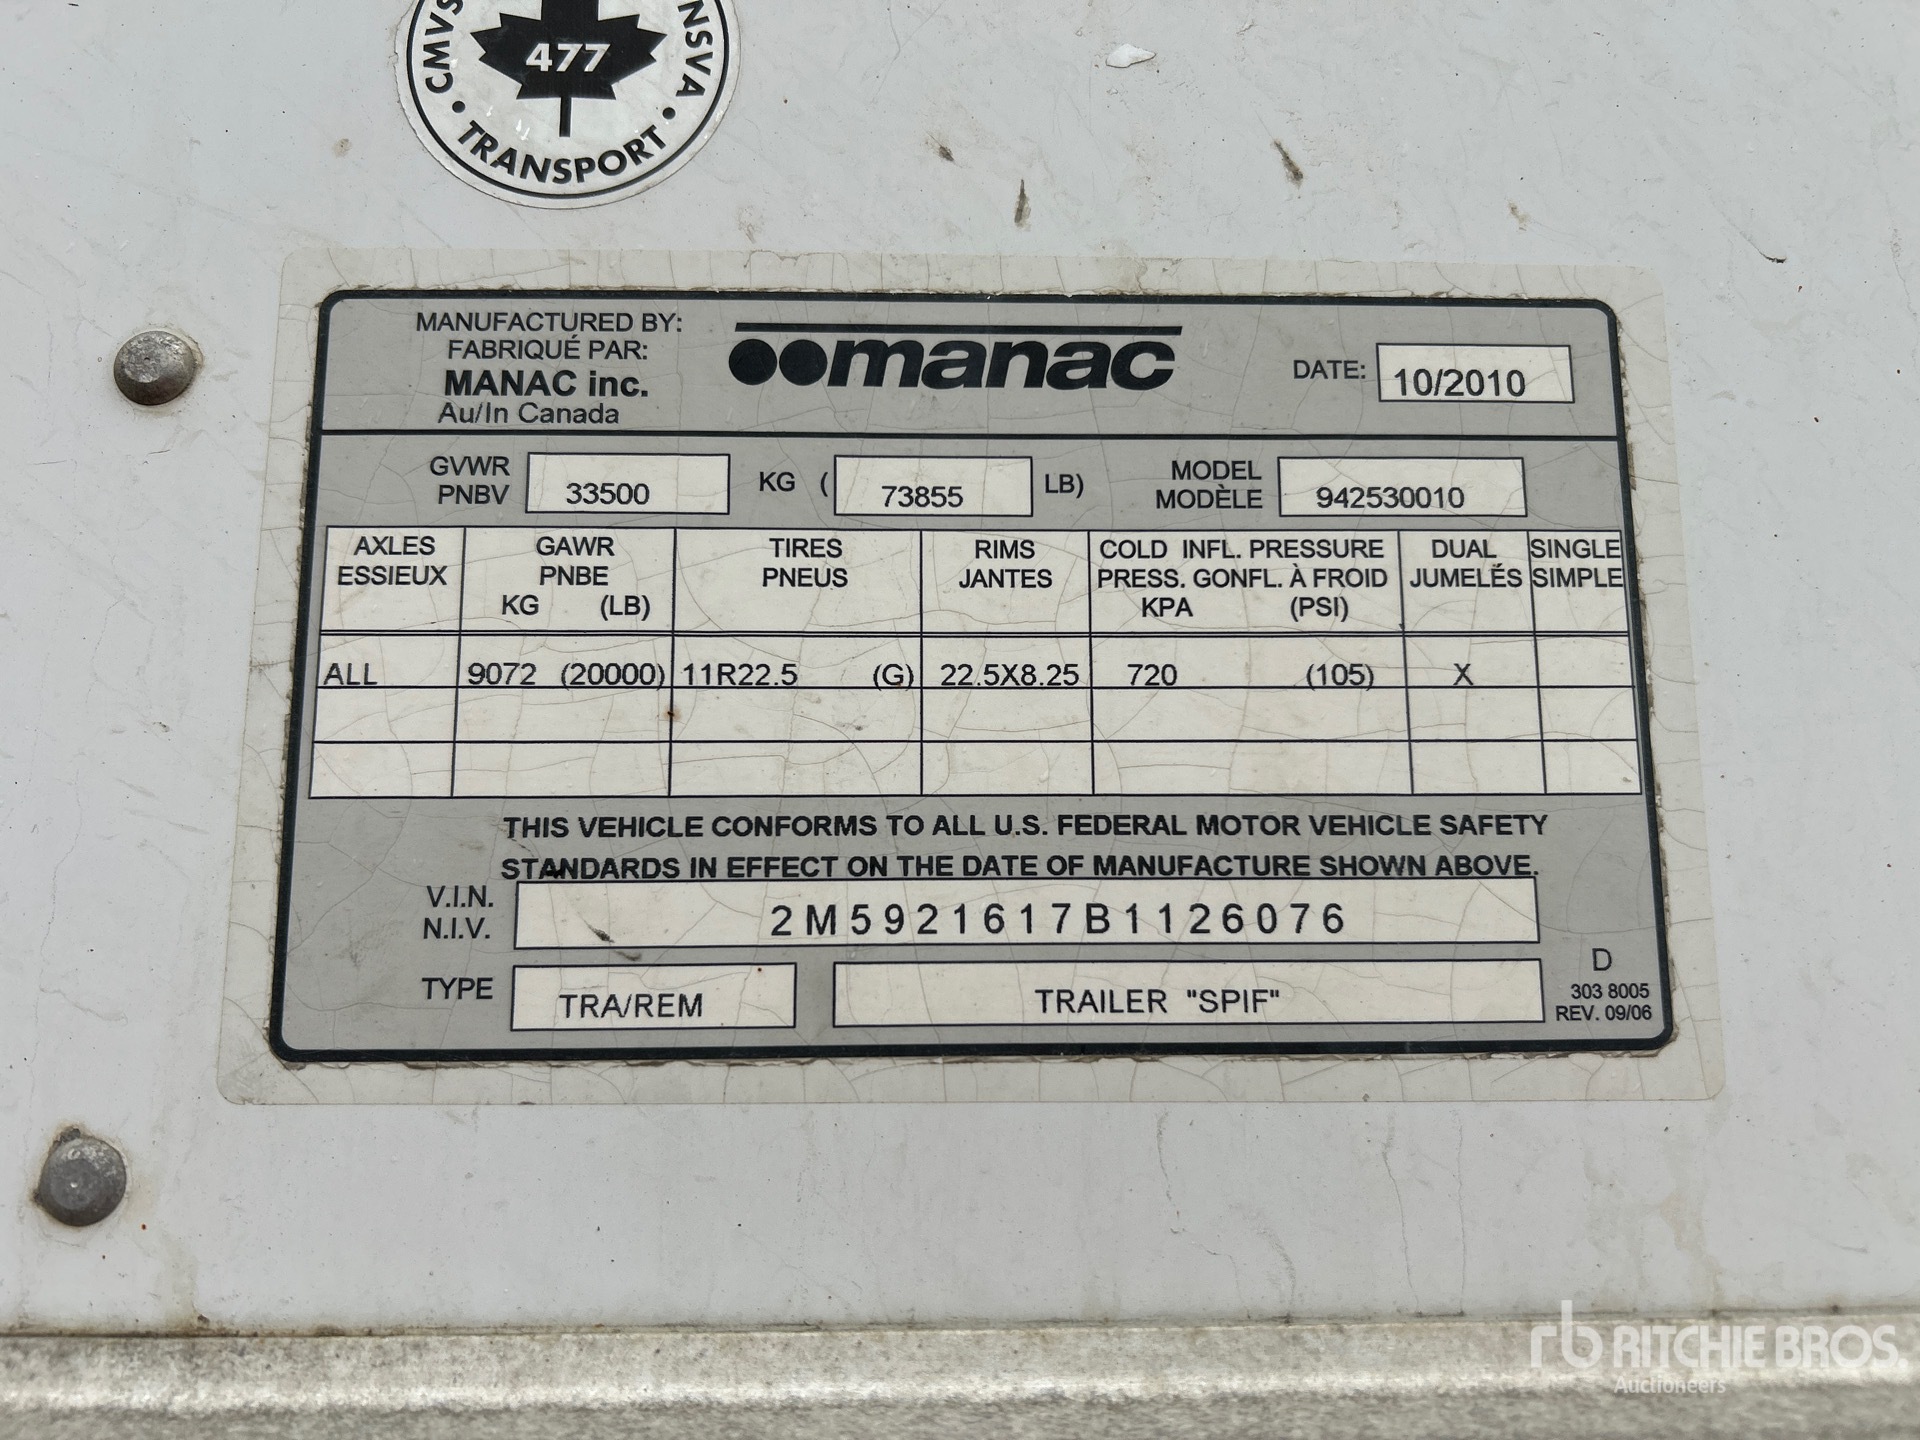 CMVS
477
NSVA
• TRANSPORT •
MANUFACTURED BY:
FABRIQUÉ PAR:
MANAC inc.
Au/In Canada
manac
DATE: 10/2010
GVWR
PNBV
33500 KG ( 73855 LB)
MODEL
MODÈLE
942530010
AXLES
ESSIEUX
GAWR
PNBE
KG (LB)
TIRES
PNEUS
RIMS
JANTES
COLD INFL. PRESSURE
PRESS. GONFL. À FROID
KPA (PSI)
DUAL
JUMELÉS
SINGLE
SIMPLE
ALL 9072 (20000) 11R22.5 (G) 22.5X8.25 720 (105) X
THIS VEHICLE CONFORMS TO ALL U.S. FEDERAL MOTOR VEHICLE SAFETY
STANDARDS IN EFFECT ON THE DATE OF MANUFACTURE SHOWN ABOVE.
V.I.N.
N.I.V.
2M5921617B1126076
TYPE TRA/REM TRAILER "SPIF"
D
303 8005
REV. 09/06
rb RITCHIE BROS.
Auctioneers